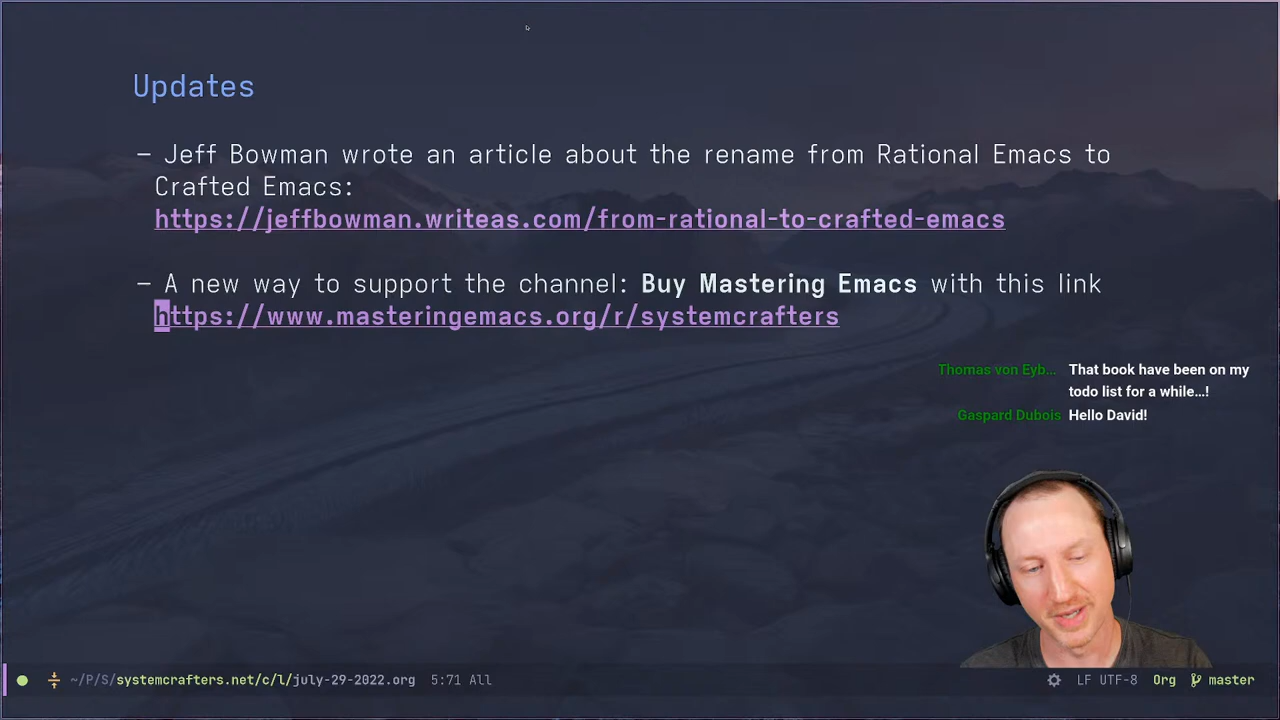 Updates
– Jeff Bowman wrote an article about the rename from Rational Emacs to
Crafted Emacs:
https://jeffbowman.writeas.com/from-rational-to-crafted-emacs
– A new way to support the channel: Buy Mastering Emacs with this link
https://www.masteringemacs.org/r/systemcrafters
Thomas von Eyb… That book have been on my
todo list for a while…!
Gaspard Dubois Hello David!
~/P/S/systemcrafters.net/c/l/july-29-2022.org 5:71 All LF UTF-8 Org master